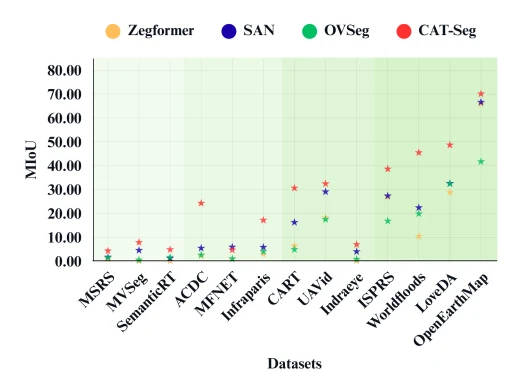 Zegformer SAN OVSeg CAT-Seg
80.00
70.00
60.00
50.00
40.00
30.00
20.00
10.00
0.00
MIoU
MSRS
MVSeg
SemanticRT
ACDC
MFNET
Infraparis
CART
UAVid
Indraeye
ISPRS
Worldfloods
LoveDA
OpenEarthMap
Datasets